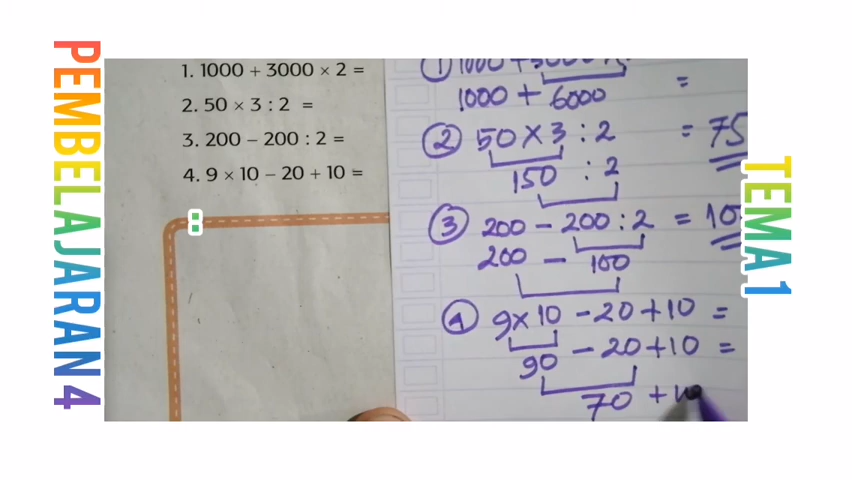 PEMBELAJARAN 4
1. 1000 + 3000 × 2 =
2. 50 × 3 : 2 =
3. 200 – 200 : 2 =
4. 9 × 10 – 20 + 10 =
1 1000 +
1000 + 6000 =
2 50 × 3 : 2 = 75
150 : 2
3 200 – 200 : 2 =
200 – 100
4 9 × 10 – 20 + 10 =
90 – 20 + 10 =
70 +
TEMA 1